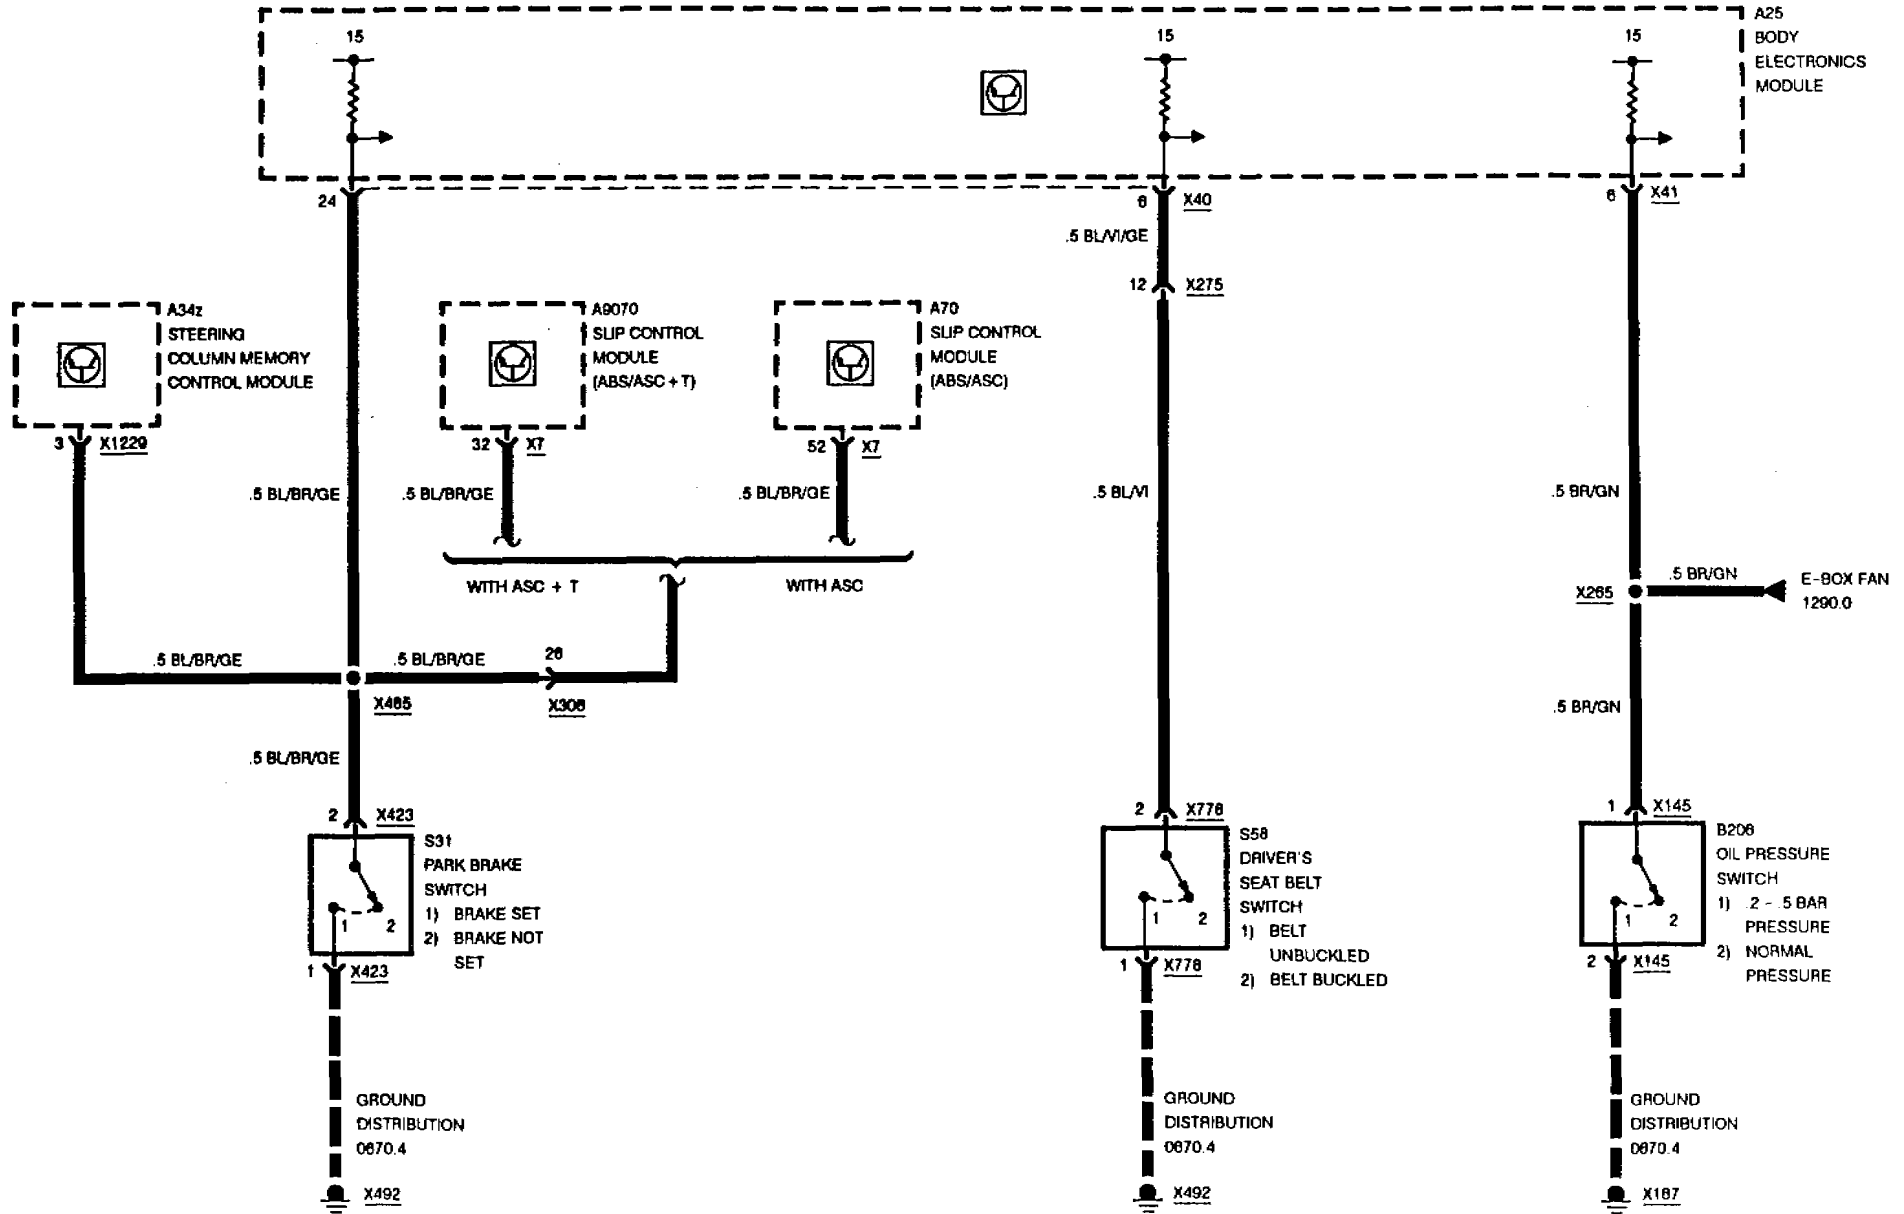 A25
BODY
ELECTRONICS
MODULE
15
15
15
24
6 X40
6 X41
.5 BL/VI/GE
12 X275
A34z
STEERING
COLUMN MEMORY
CONTROL MODULE
A9070
SLIP CONTROL
MODULE
(ABS/ASC + T)
A70
SLIP CONTROL
MODULE
(ABS/ASC)
3 X1229
32 X7
52 X7
.5 BL/BR/GE
.5 BL/BR/GE
.5 BL/BR/GE
.5 BL/VI
.5 BR/GN
WITH ASC + T
WITH ASC
X265
.5 BR/GN
E-BOX FAN
1290.0
.5 BL/BR/GE
.5 BL/BR/GE
26
X465
X306
.5 BR/GN
.5 BL/BR/GE
2 X423
S31
PARK BRAKE
SWITCH
1) BRAKE SET
2) BRAKE NOT
SET
1 2
1 X423
2 X778
S58
DRIVER'S
SEAT BELT
SWITCH
1) BELT
UNBUCKLED
2) BELT BUCKLED
1 2
1 X778
1 X145
B206
OIL PRESSURE
SWITCH
1) .2 - .5 BAR
PRESSURE
2) NORMAL
PRESSURE
1 2
2 X145
GROUND
DISTRIBUTION
0670.4
X492
GROUND
DISTRIBUTION
0670.4
X492
GROUND
DISTRIBUTION
0670.4
X167